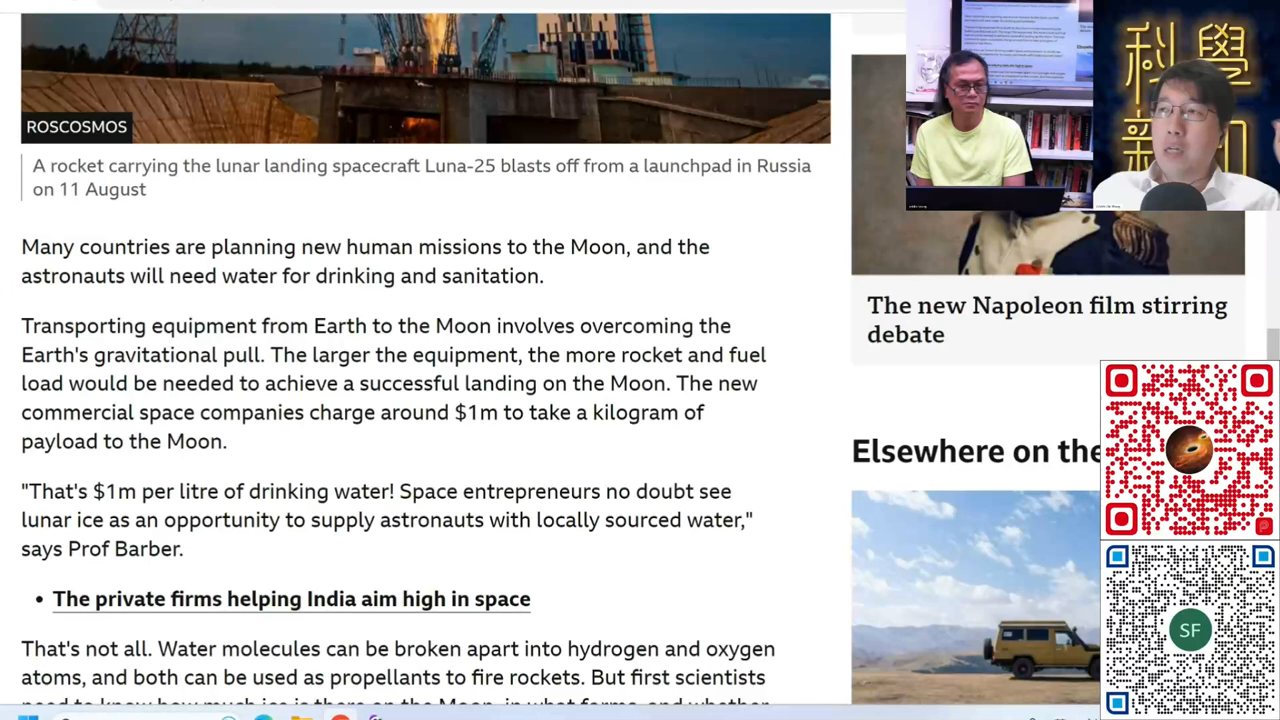 ROSCOSMOS
A rocket carrying the lunar landing spacecraft Luna-25 blasts off from a launchpad in Russia
on 11 August
Many countries are planning new human missions to the Moon, and the
astronauts will need water for drinking and sanitation.
Transporting equipment from Earth to the Moon involves overcoming the
Earth's gravitational pull. The larger the equipment, the more rocket and fuel
load would be needed to achieve a successful landing on the Moon. The new
commercial space companies charge around $1m to take a kilogram of
payload to the Moon.
"That's $1m per litre of drinking water! Space entrepreneurs no doubt see
lunar ice as an opportunity to supply astronauts with locally sourced water,"
says Prof Barber.
• The private firms helping India aim high in space
That's not all. Water molecules can be broken apart into hydrogen and oxygen
atoms, and both can be used as propellants to fire rockets. But first scientists
科學
新
The new Napoleon film stirring
debate
Elsewhere on the
SF